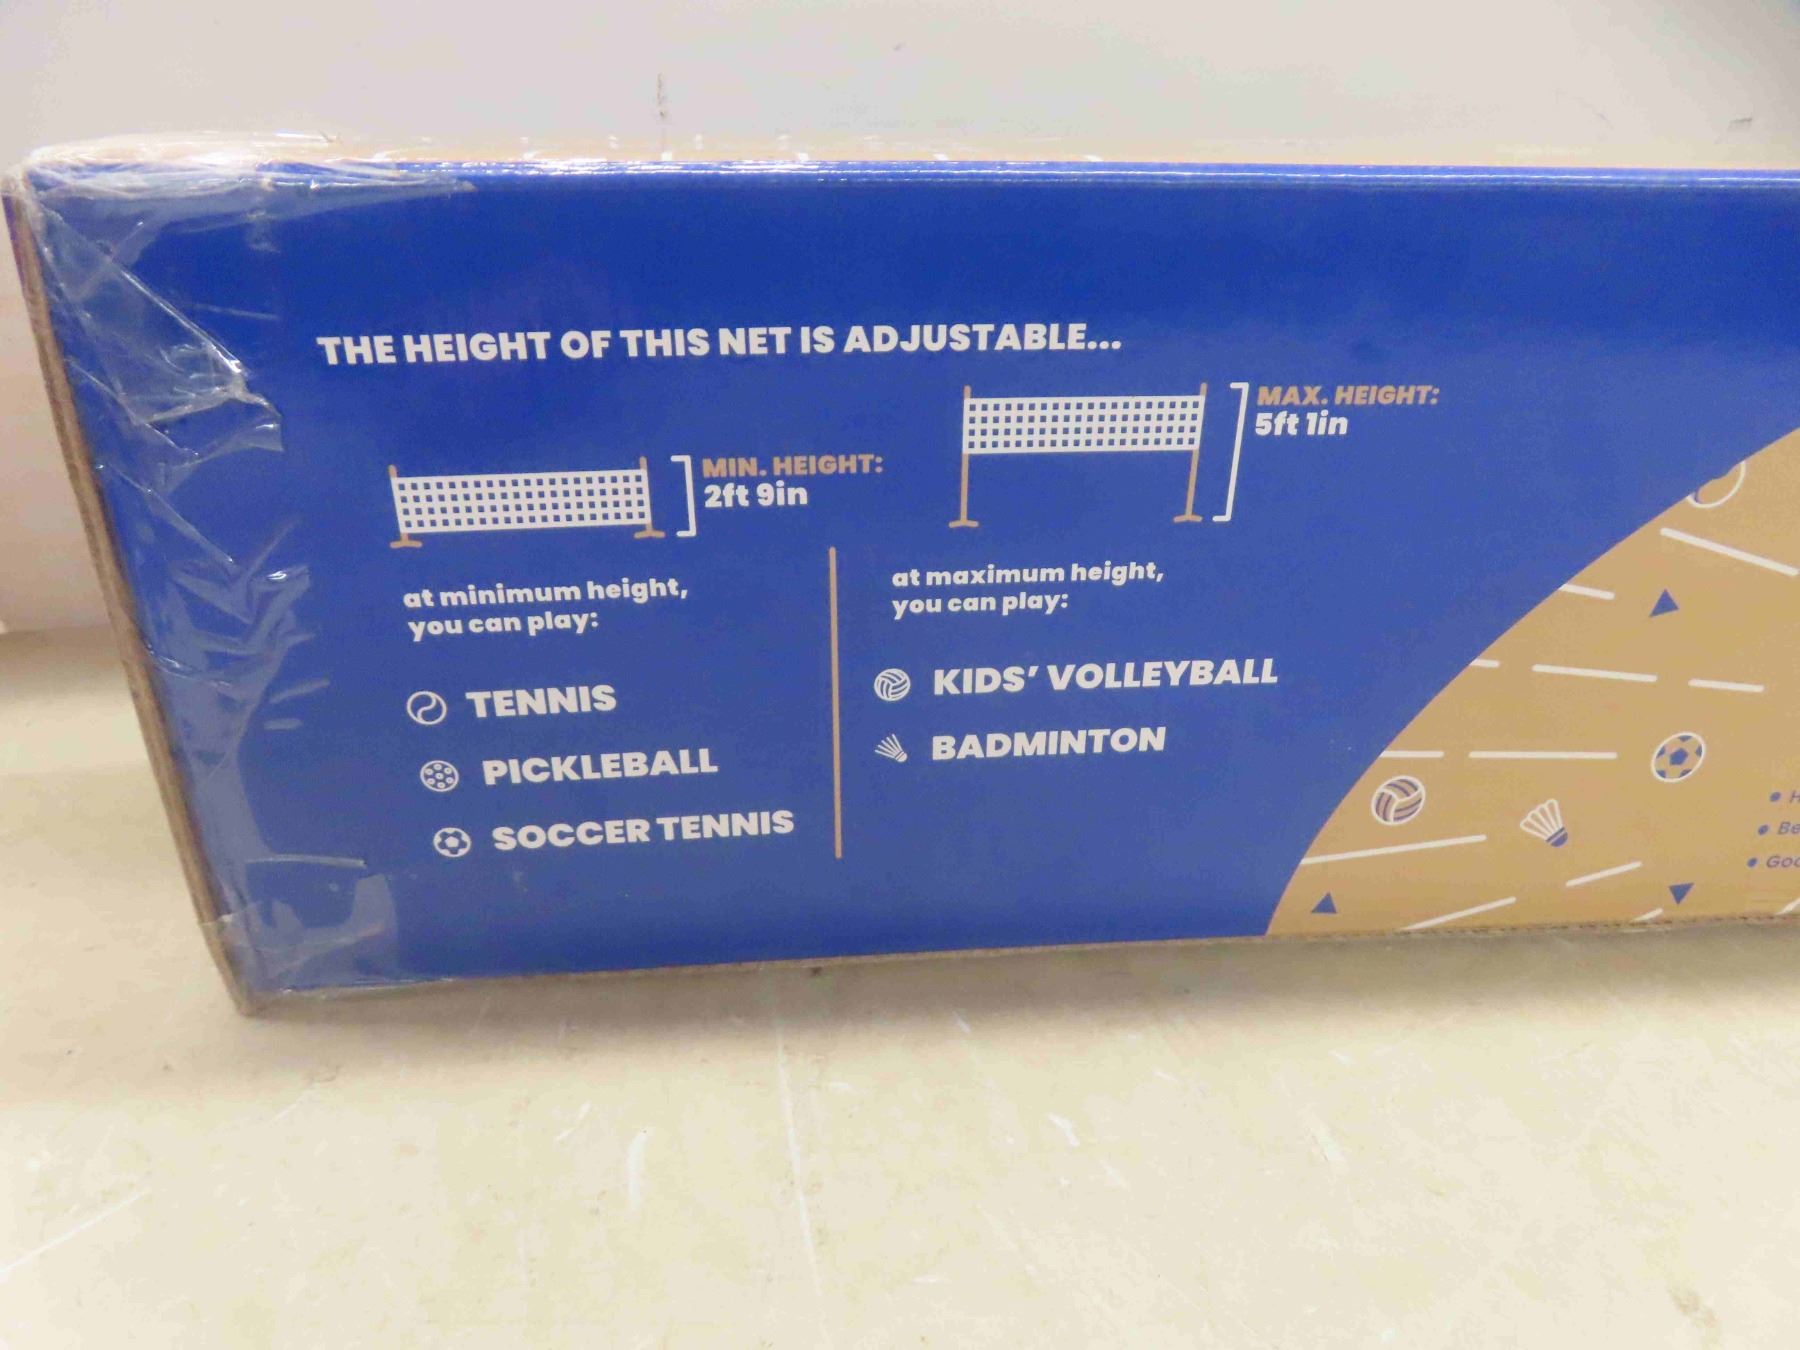 THE HEIGHT OF THIS NET IS ADJUSTABLE...
MIN. HEIGHT:
2ft 9in
MAX. HEIGHT:
5ft 1in
at minimum height,
you can play:
TENNIS
PICKLEBALL
SOCCER TENNIS
at maximum height,
you can play:
KIDS' VOLLEYBALL
BADMINTON